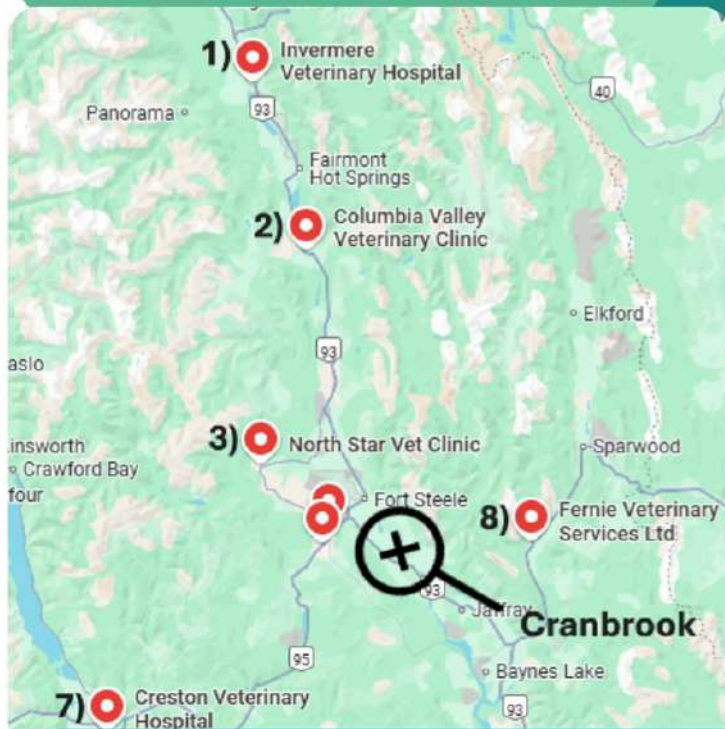 1) Invermere
Veterinary Hospital
40
Panorama
93
Fairmont
Hot Springs
2) Columbia Valley
Veterinary Clinic
Elkford
93
aslo
3) North Star Vet Clinic
Sparwood
insworth
Crawford Bay
four
Fort Steele
8) Fernie Veterinary
Services Ltd
93
Jaffray
Cranbrook
95
Baynes Lake
7) Creston Veterinary
Hospital
93